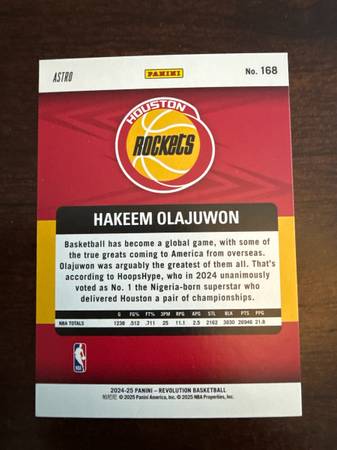 ASTRO
PANINI
No. 168
HOUSTON
ROCKETS
HAKEEM OLAJUWON
Basketball has become a global game, with some of
the true greats coming to America from overseas.
Olajuwon was arguably the greatest of them all. That's
according to HoopsHype, who in 2024 unanimously
voted as No. 1 the Nigeria-born superstar who
delivered Houston a pair of championships.
G FG% FT% 3PM RPG APG STL BLK PTS PPG
NBA TOTALS 1238 .512 .711 25 11.1 2.5 2162 3830 26946 21.8
NBA
2024-25 PANINI – REVOLUTION BASKETBALL
© 2025 Panini America, Inc. © 2025 NBA Properties, Inc.